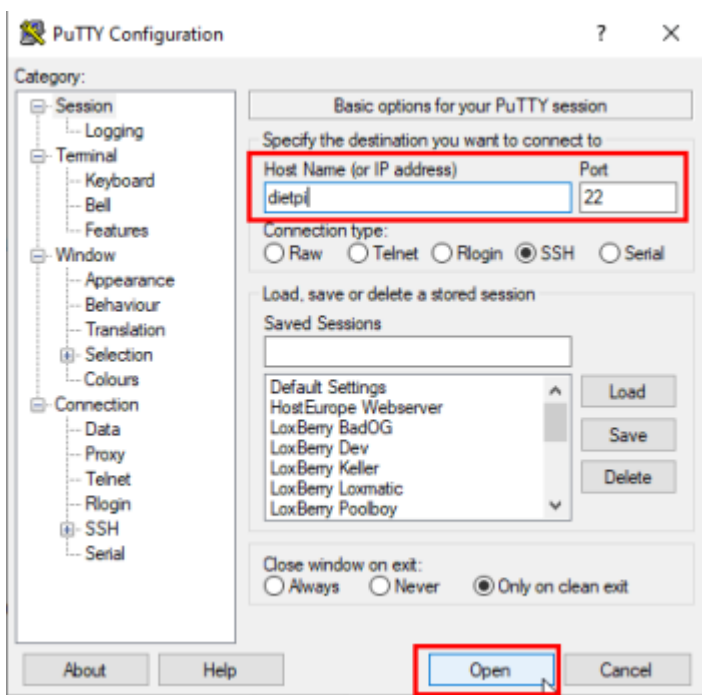 PuTTY Configuration
?
Category:
Session
Logging
Terminal
Keyboard
Bell
Features
Window
Appearance
Behaviour
Translation
Selection
Colours
Connection
Data
Proxy
Telnet
Rlogin
SSH
Serial
Basic options for your PuTTY session
Specify the destination you want to connect to
Host Name (or IP address) Port
dietpi 22
Connection type:
Raw Telnet Rlogin SSH Serial
Load, save or delete a stored session
Saved Sessions
Default Settings
HostEurope Webserver
LoxBerry BadOG
LoxBerry Dev
LoxBerry Keller
LoxBerry Loxmatic
LoxBerry Poolboy
Load
Save
Delete
Close window on exit:
Always Never Only on clean exit
About Help Open Cancel